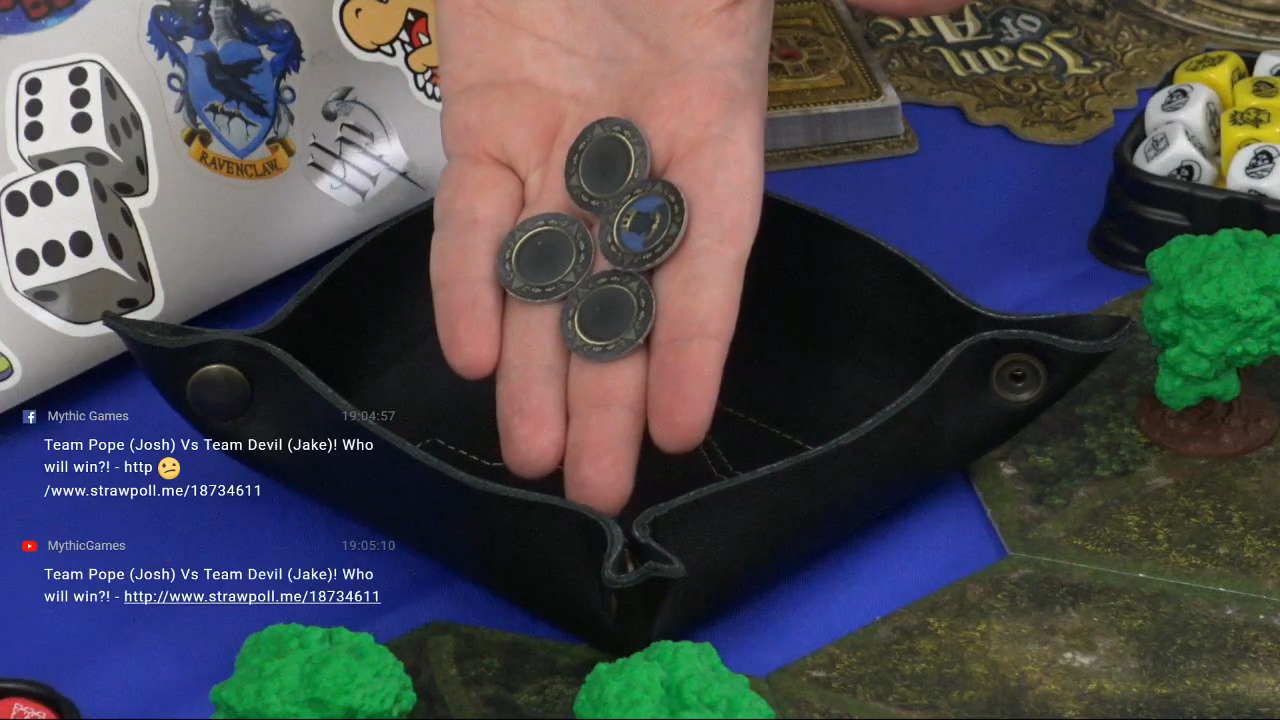 Joan
of
Arc
RAVENCLAW
HP
Mythic Games 19:04:57
Team Pope (Josh) Vs Team Devil (Jake)! Who
will win?! - http 😕
/www.strawpoll.me/18734611
MythicGames 19:05:10
Team Pope (Josh) Vs Team Devil (Jake)! Who
will win?! - http://www.strawpoll.me/18734611